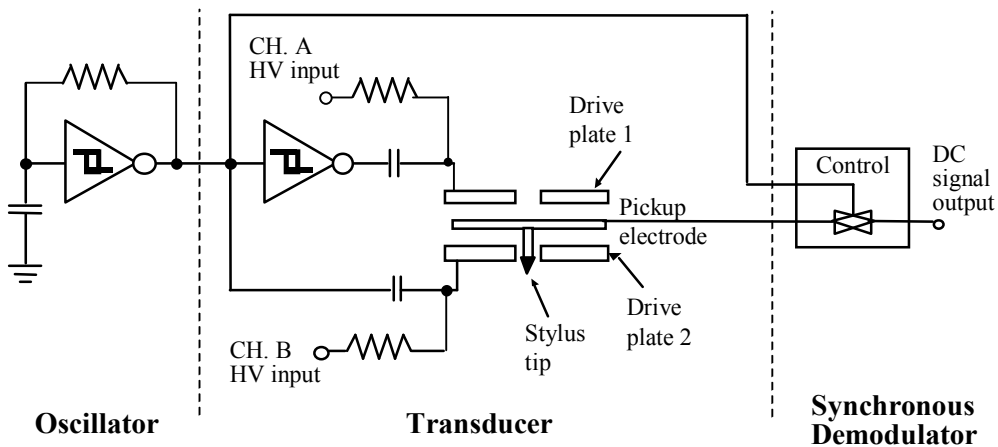 CH. A
HV input
Drive
plate 1
Control
DC
signal
output
Pickup
electrode
Stylus
tip
Drive
plate 2
CH. B
HV input
Oscillator
Transducer
Synchronous
Demodulator